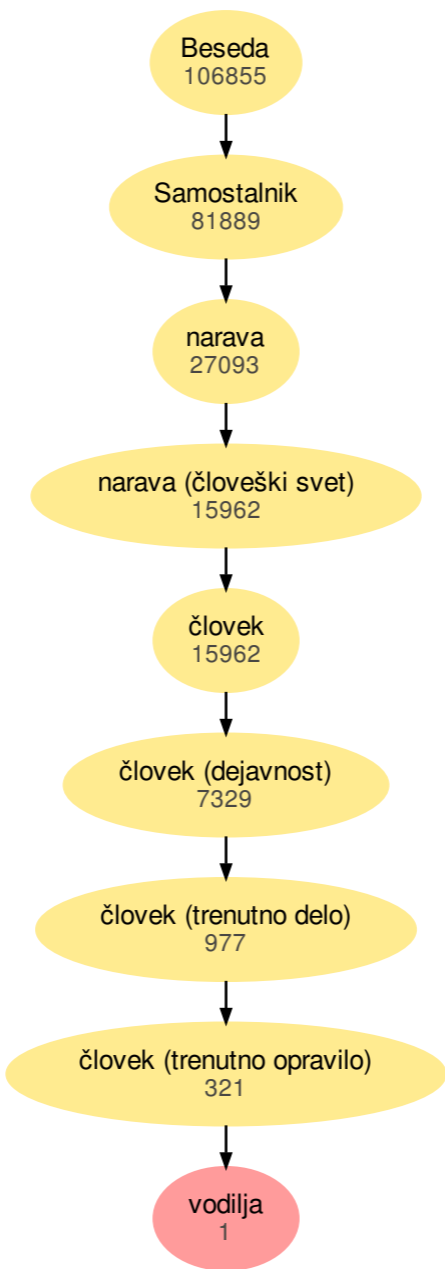 Beseda
106855
Samostalnik
81889
narava
27093
narava (človeški svet)
15962
človek
15962
človek (dejavnost)
7329
človek (trenutno delo)
977
človek (trenutno opravilo)
321
vodilja
1